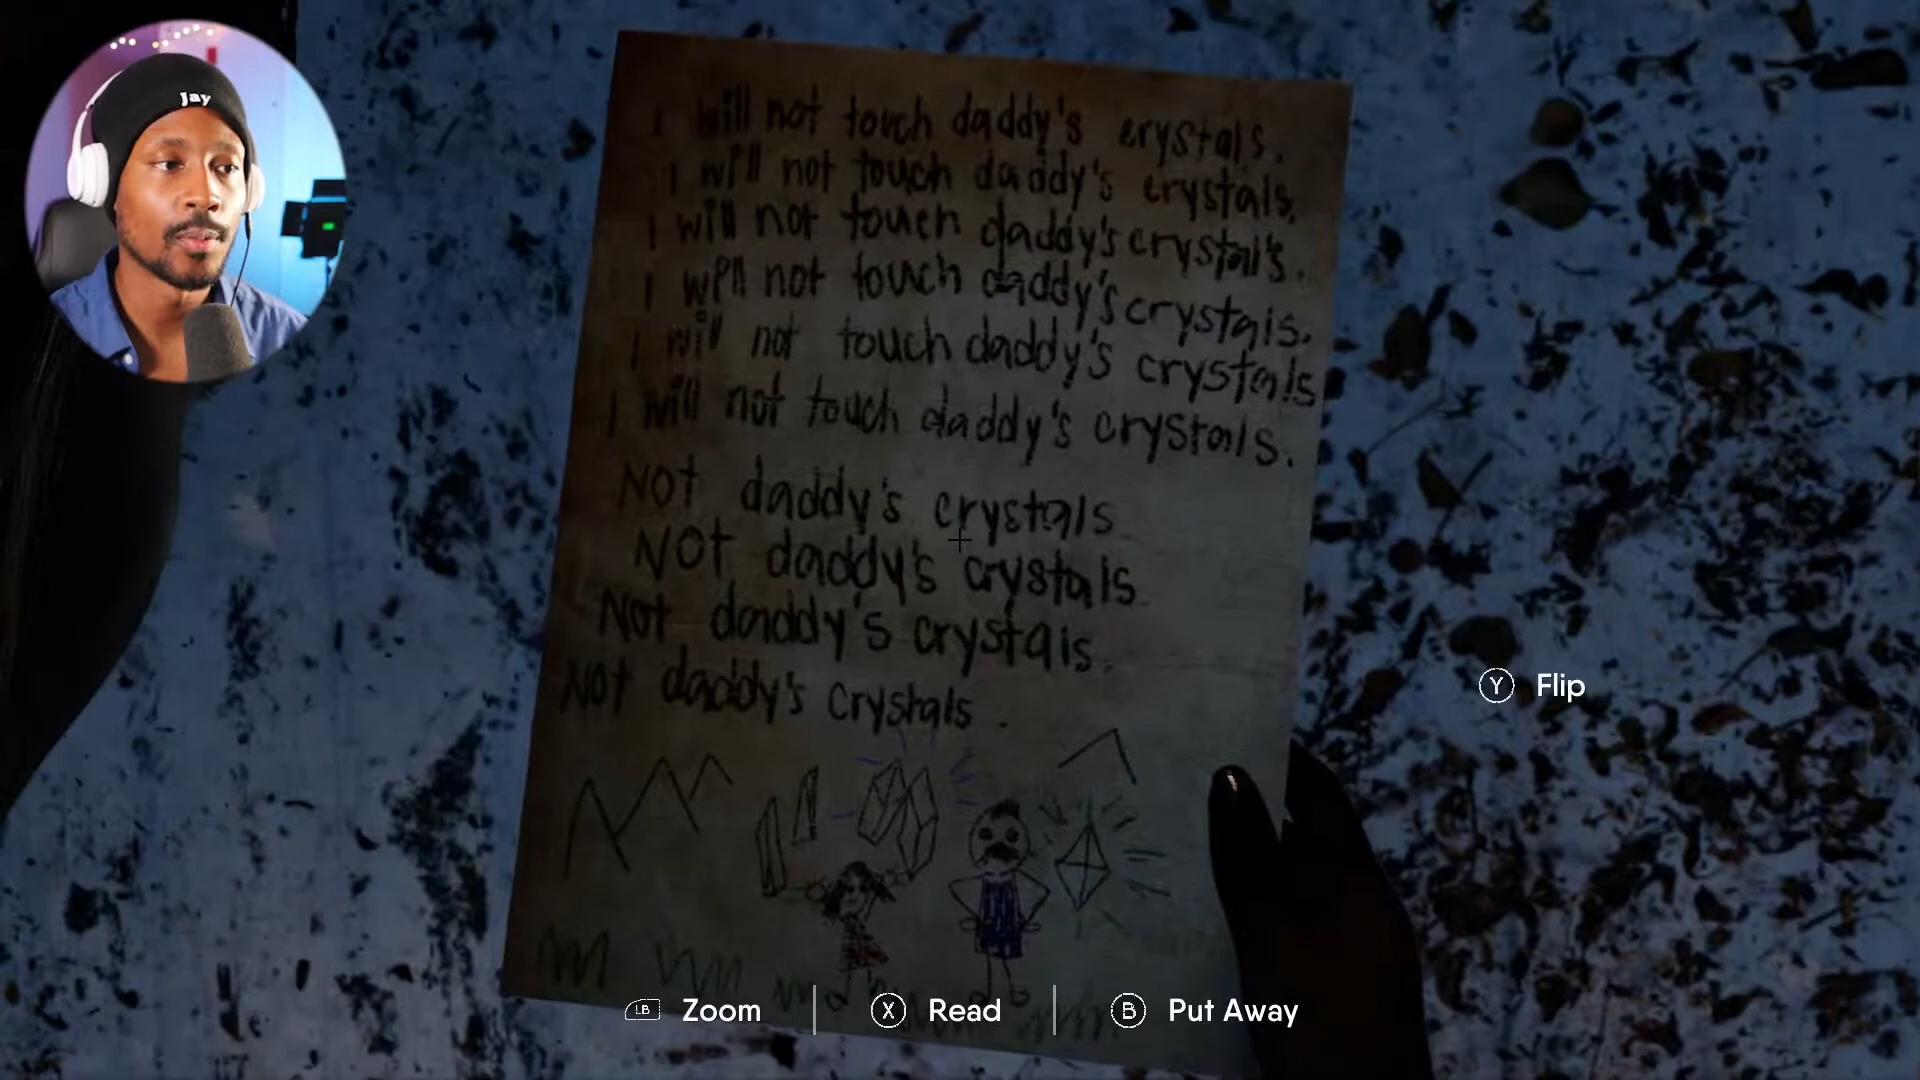 Jay
I will not touch daddy's crystals.
I will not touch daddy's crystals.
I will not touch daddy's crystals.
I will not touch daddy's crystals.
I will not touch daddy's crystals
I will not touch daddy's crystals.
NOT daddy's crystals
NOT daddy's crystals
Not daddy's crystals.
Not daddy's crystals.
Y Flip
LB Zoom
X Read
B Put Away